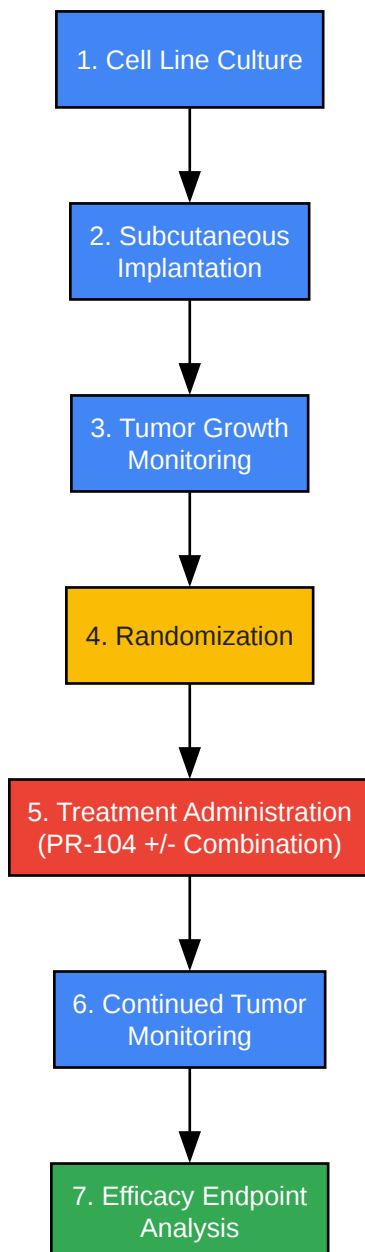 1. Cell Line Culture
2. Subcutaneous
Implantation
3. Tumor Growth
Monitoring
4. Randomization
5. Treatment Administration
(PR-104 +/- Combination)
6. Continued Tumor
Monitoring
7. Efficacy Endpoint
Analysis